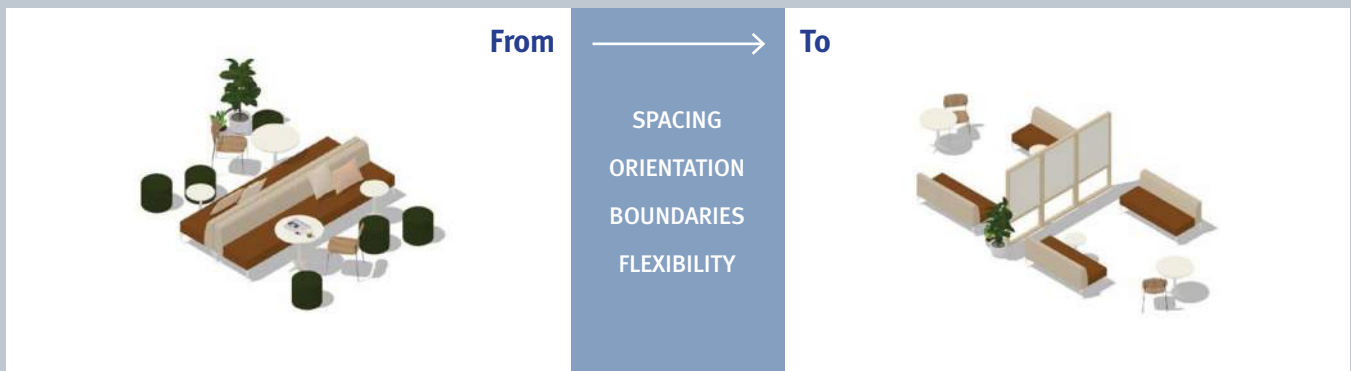 From
To
SPACING
ORIENTATION
BOUNDARIES
FLEXIBILITY